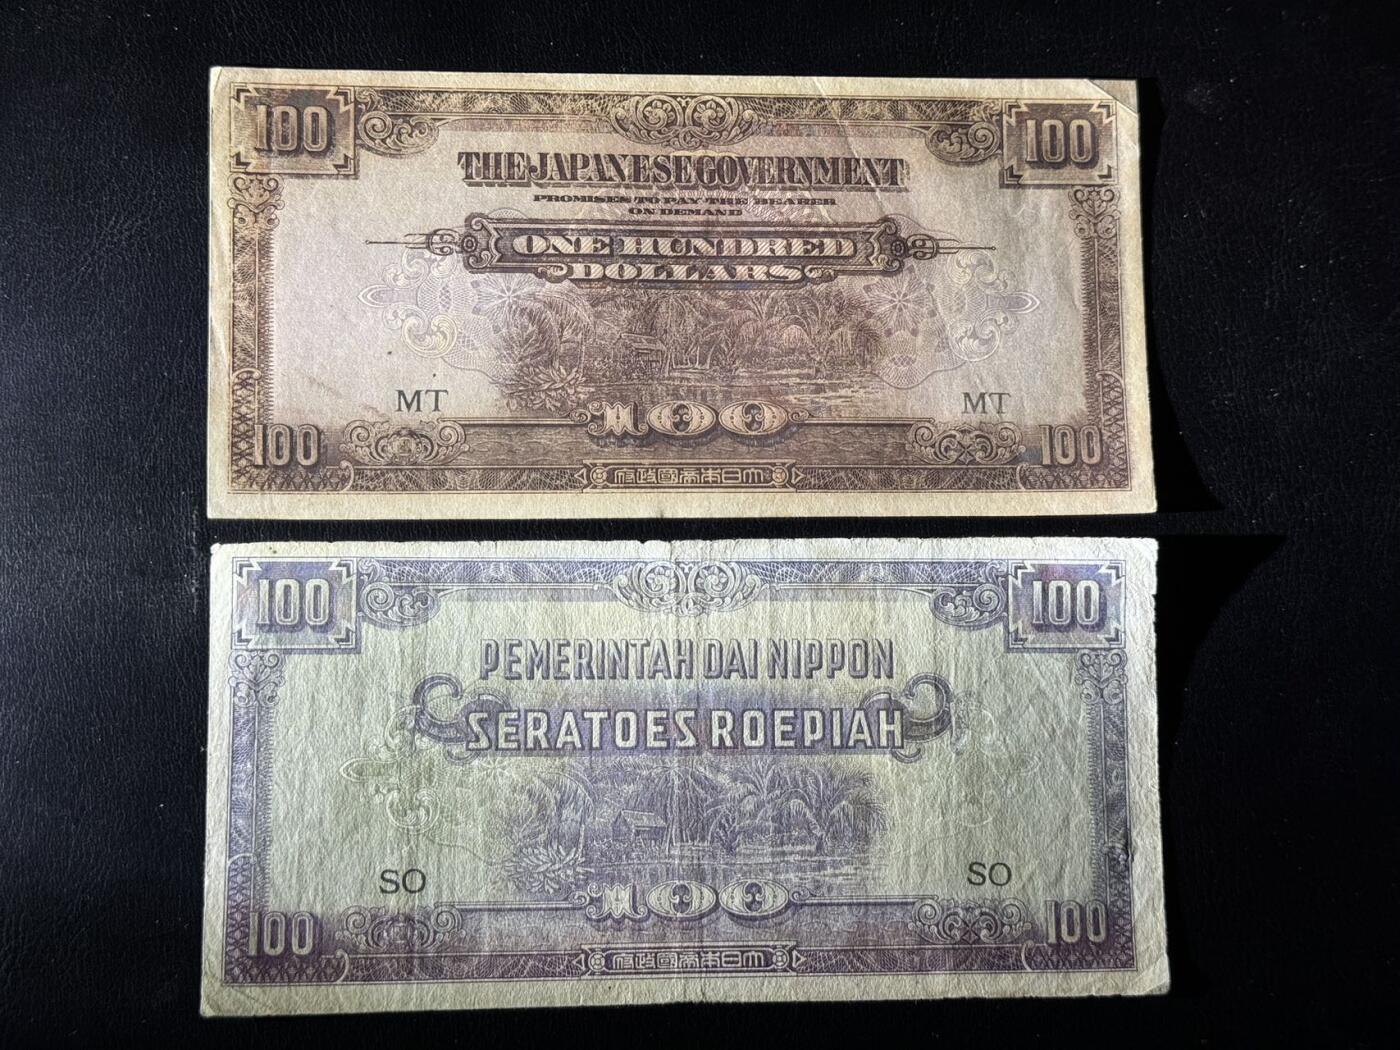 100 100
THE JAPANESE GOVERNMENT
PROMISES TO PAY THE BEARER
ON DEMAND
ONE HUNDRED
DOLLARS
MT MT
100
100 100
府政國帝本日大
100 100
PEMERINTAH DAI NIPPON
SERATOES ROEPIAH
SO SO
100
100 100
府政國帝本日大